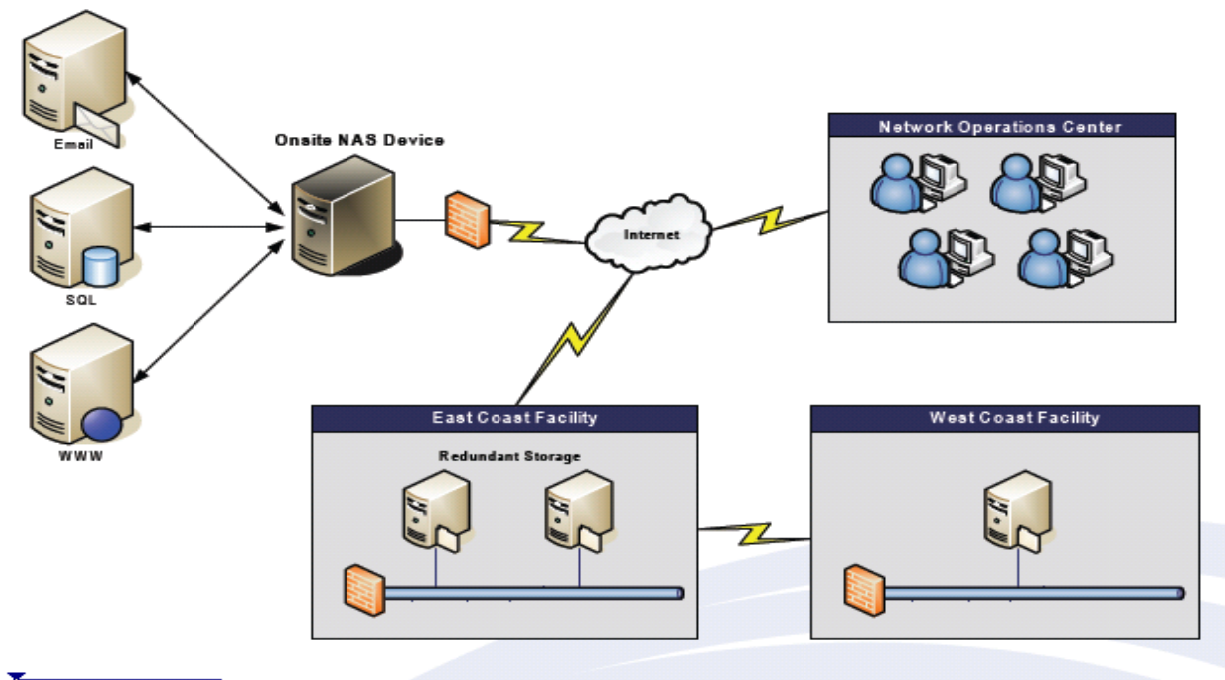 Email
Onsite NAS Device
SQL
WWW
Internet
Network Operations Center
East Coast Facility
Redundant Storage
West Coast Facility